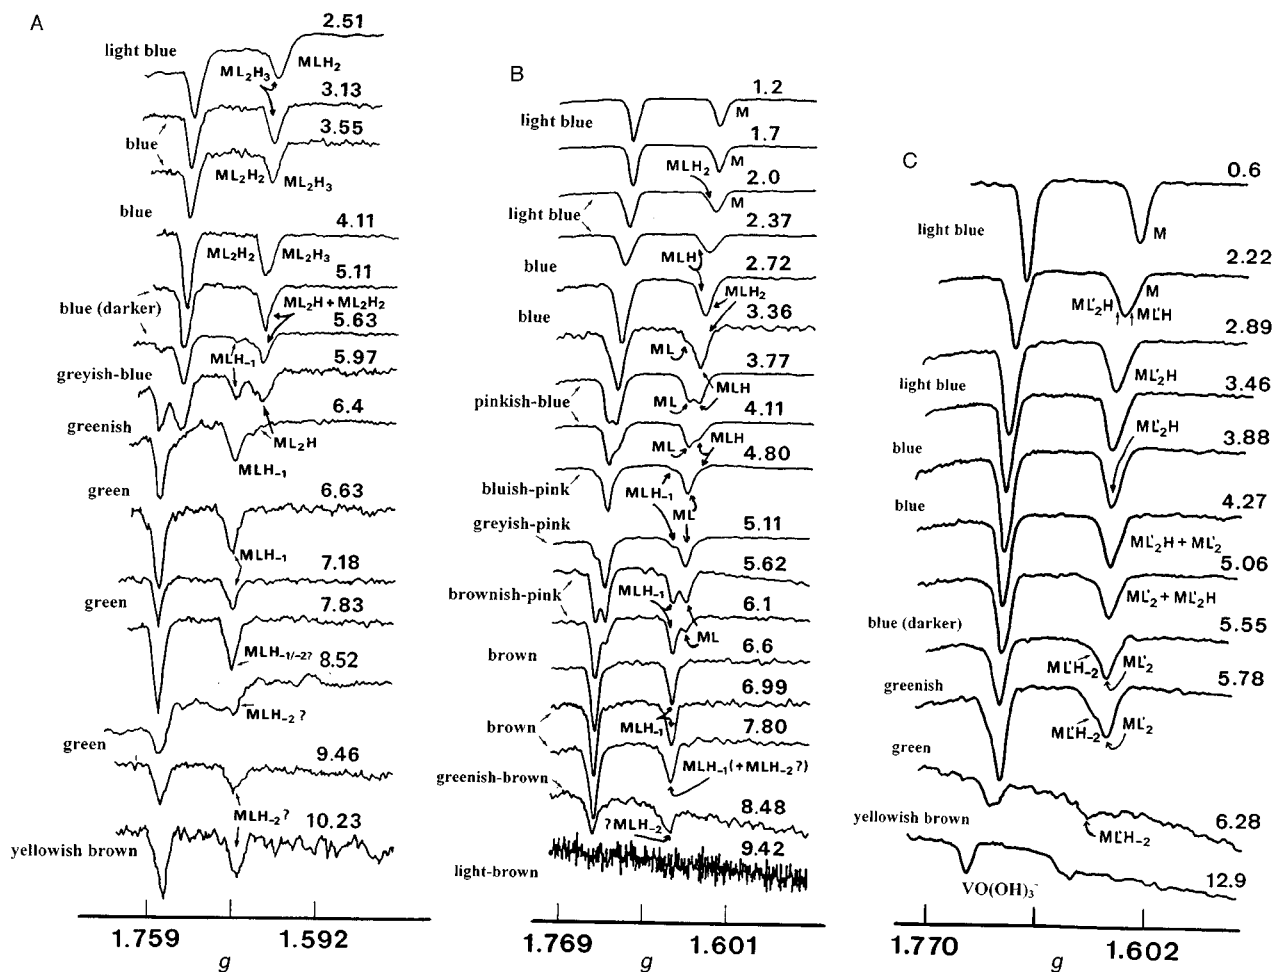 A
2.51
light blue
ML2H3
MLH2
3.13
3.55
blue
ML2H2
ML2H3
blue
4.11
ML2H2
ML2H3
5.11
blue (darker)
ML2H + ML2H2
5.63
MLH-1
5.97
greyish-blue
6.4
greenish
ML2H
MLH-1
green
6.63
MLH-1
7.18
green
7.83
MLH-1/-2?
8.52
MLH-2 ?
green
9.46
MLH-2 ?
10.23
yellowish brown
1.759
1.592
g
B
1.2
light blue
M
1.7
MLH2
M
2.0
M
light blue
2.37
blue
MLH
2.72
MLH2
blue
3.36
ML
3.77
MLH
pinkish-blue
ML
4.11
ML
MLH
4.80
bluish-pink
MLH-1
ML
greyish-pink
5.11
5.62
MLH-1
brownish-pink
6.1
ML
brown
6.6
6.99
MLH-1
brown
7.80
MLH-1(+MLH-2?)
greenish-brown
8.48
?MLH-2
9.42
light-brown
1.769
1.601
g
C
0.6
light blue
M
2.22
M
ML'2H
ML'H
2.89
ML'2H
light blue
3.46
ML'2H
blue
3.88
blue
4.27
ML'2H + ML'2
5.06
ML'2 + ML'2H
blue (darker)
5.55
ML'H-2
ML'2
greenish
5.78
ML'H-2
ML'2
green
yellowish brown
6.28
ML'H-2
12.9
VO(OH)3-
1.770
1.602
g